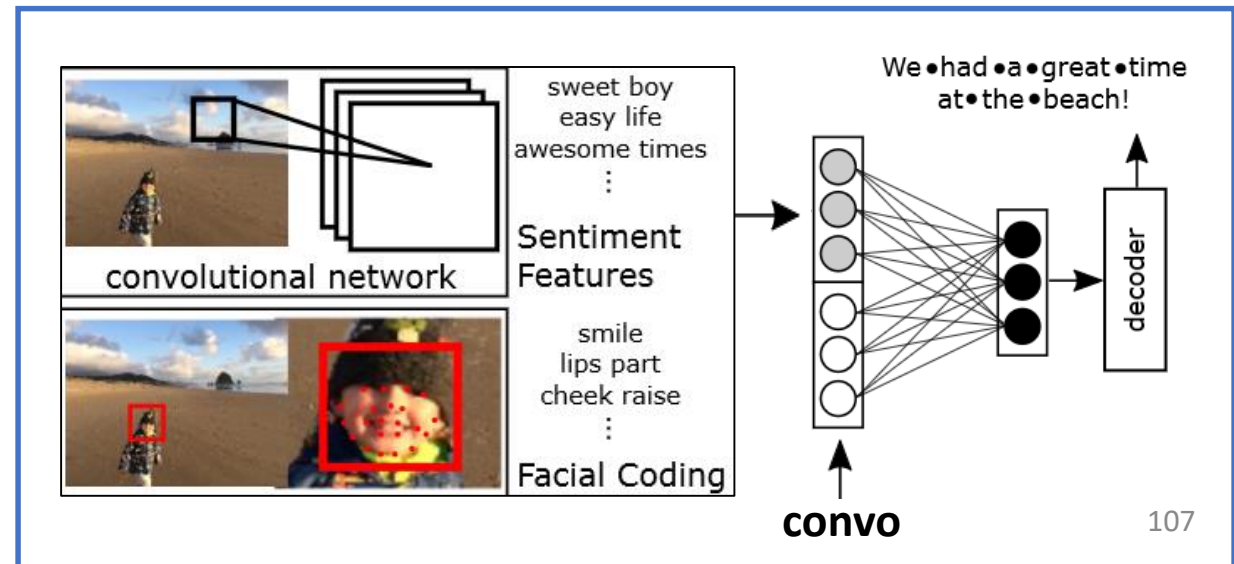 convolutional network
sweet boy
easy life
awesome times
⋮
Sentiment
Features
smile
lips part
cheek raise
⋮
Facial Coding
convo
We•had•a•great•time
at•the•beach!
decoder
107